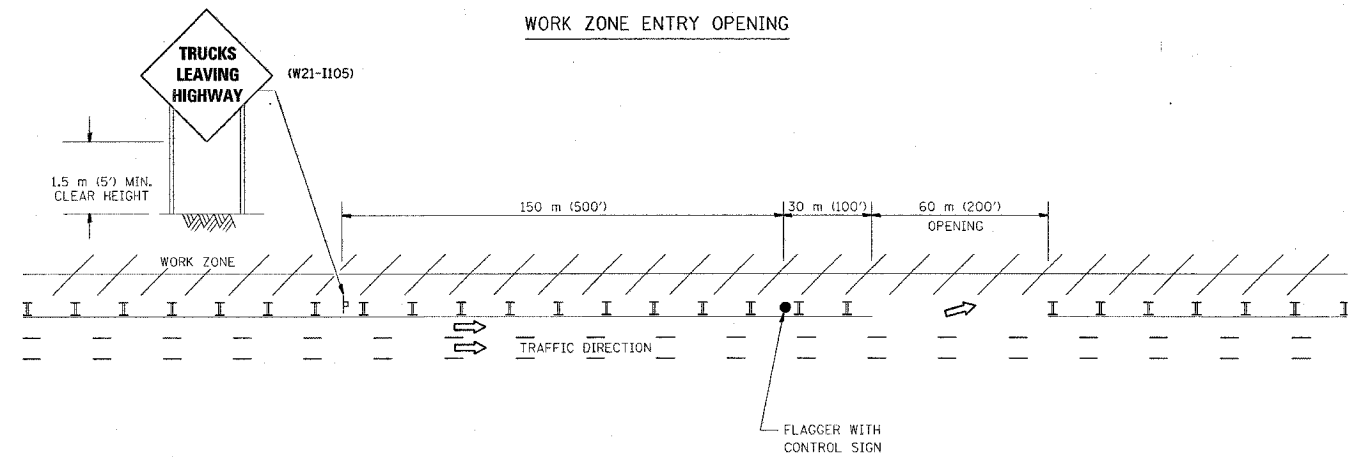 WORK ZONE ENTRY OPENING
TRUCKS
LEAVING
HIGHWAY
(W21-I105)
1.5 m (5') MIN.
CLEAR HEIGHT
150 m (500')
30 m (100')
60 m (200')
OPENING
WORK ZONE
TRAFFIC DIRECTION
FLAGGER WITH
CONTROL SIGN